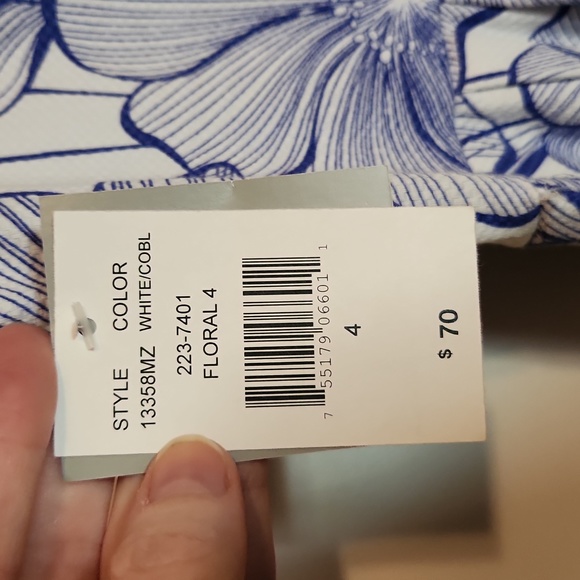 STYLE COLOR
13358MZ WHITE/COBL
223-7401
FLORAL 4
7 55179 06601 1
4
$ 70